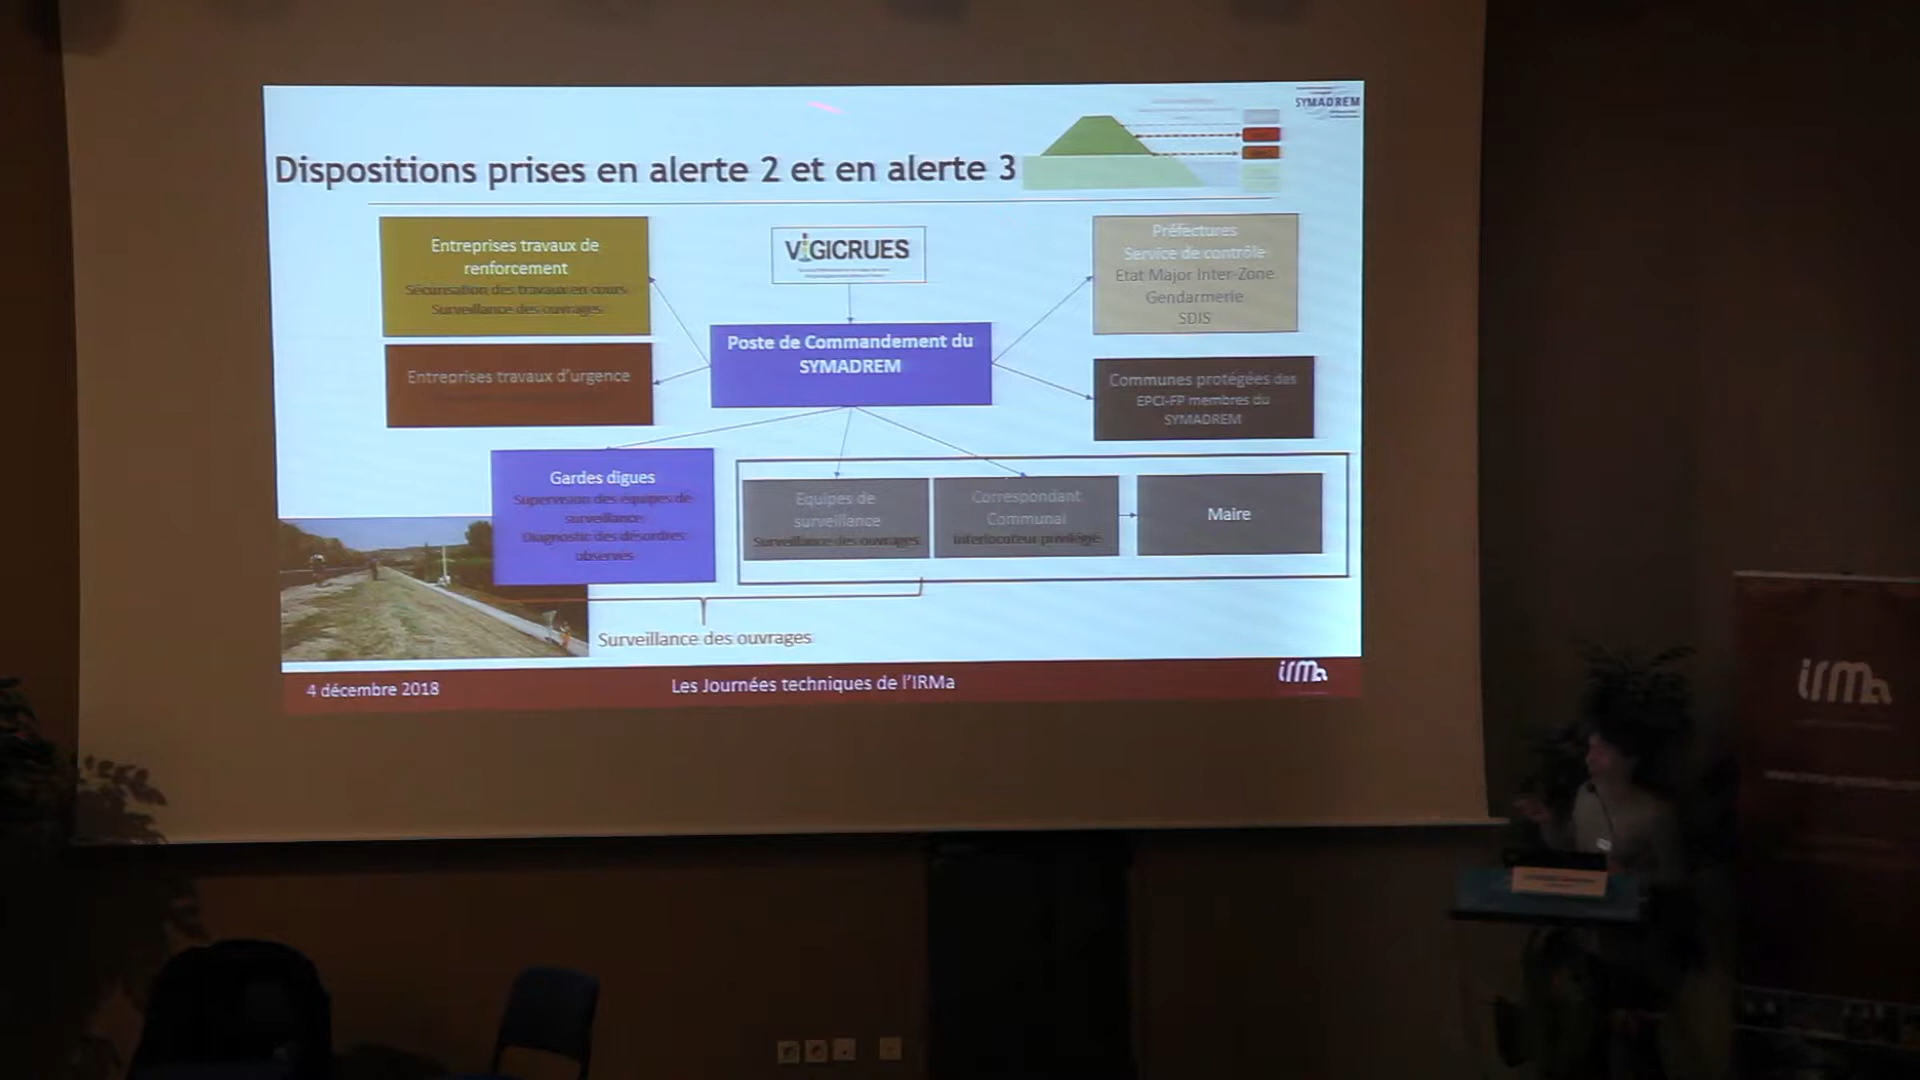 SYMADREM
Dispositions prises en alerte 2 et en alerte 3
Entreprises travaux de
renforcement
Sécurisation des travaux en cours
Surveillance des ouvrages
VIGICRUES
Préfectures
Service de contrôle
Etat Major Inter-Zone
Gendarmerie
SDIS
Poste de Commandement du
SYMADREM
Entreprises travaux d'urgence
Communes protégées des
EPCI-FP membres du
SYMADREM
Gardes digues
Supervision des équipes de
surveillance
Diagnostic des désordres
observés
Equipes de
surveillance
Surveillance des ouvrages
Correspondant
Communal
Interlocuteur privilégié
Maire
Surveillance des ouvrages
4 décembre 2018
Les Journées techniques de l'IRMa
irma
irma